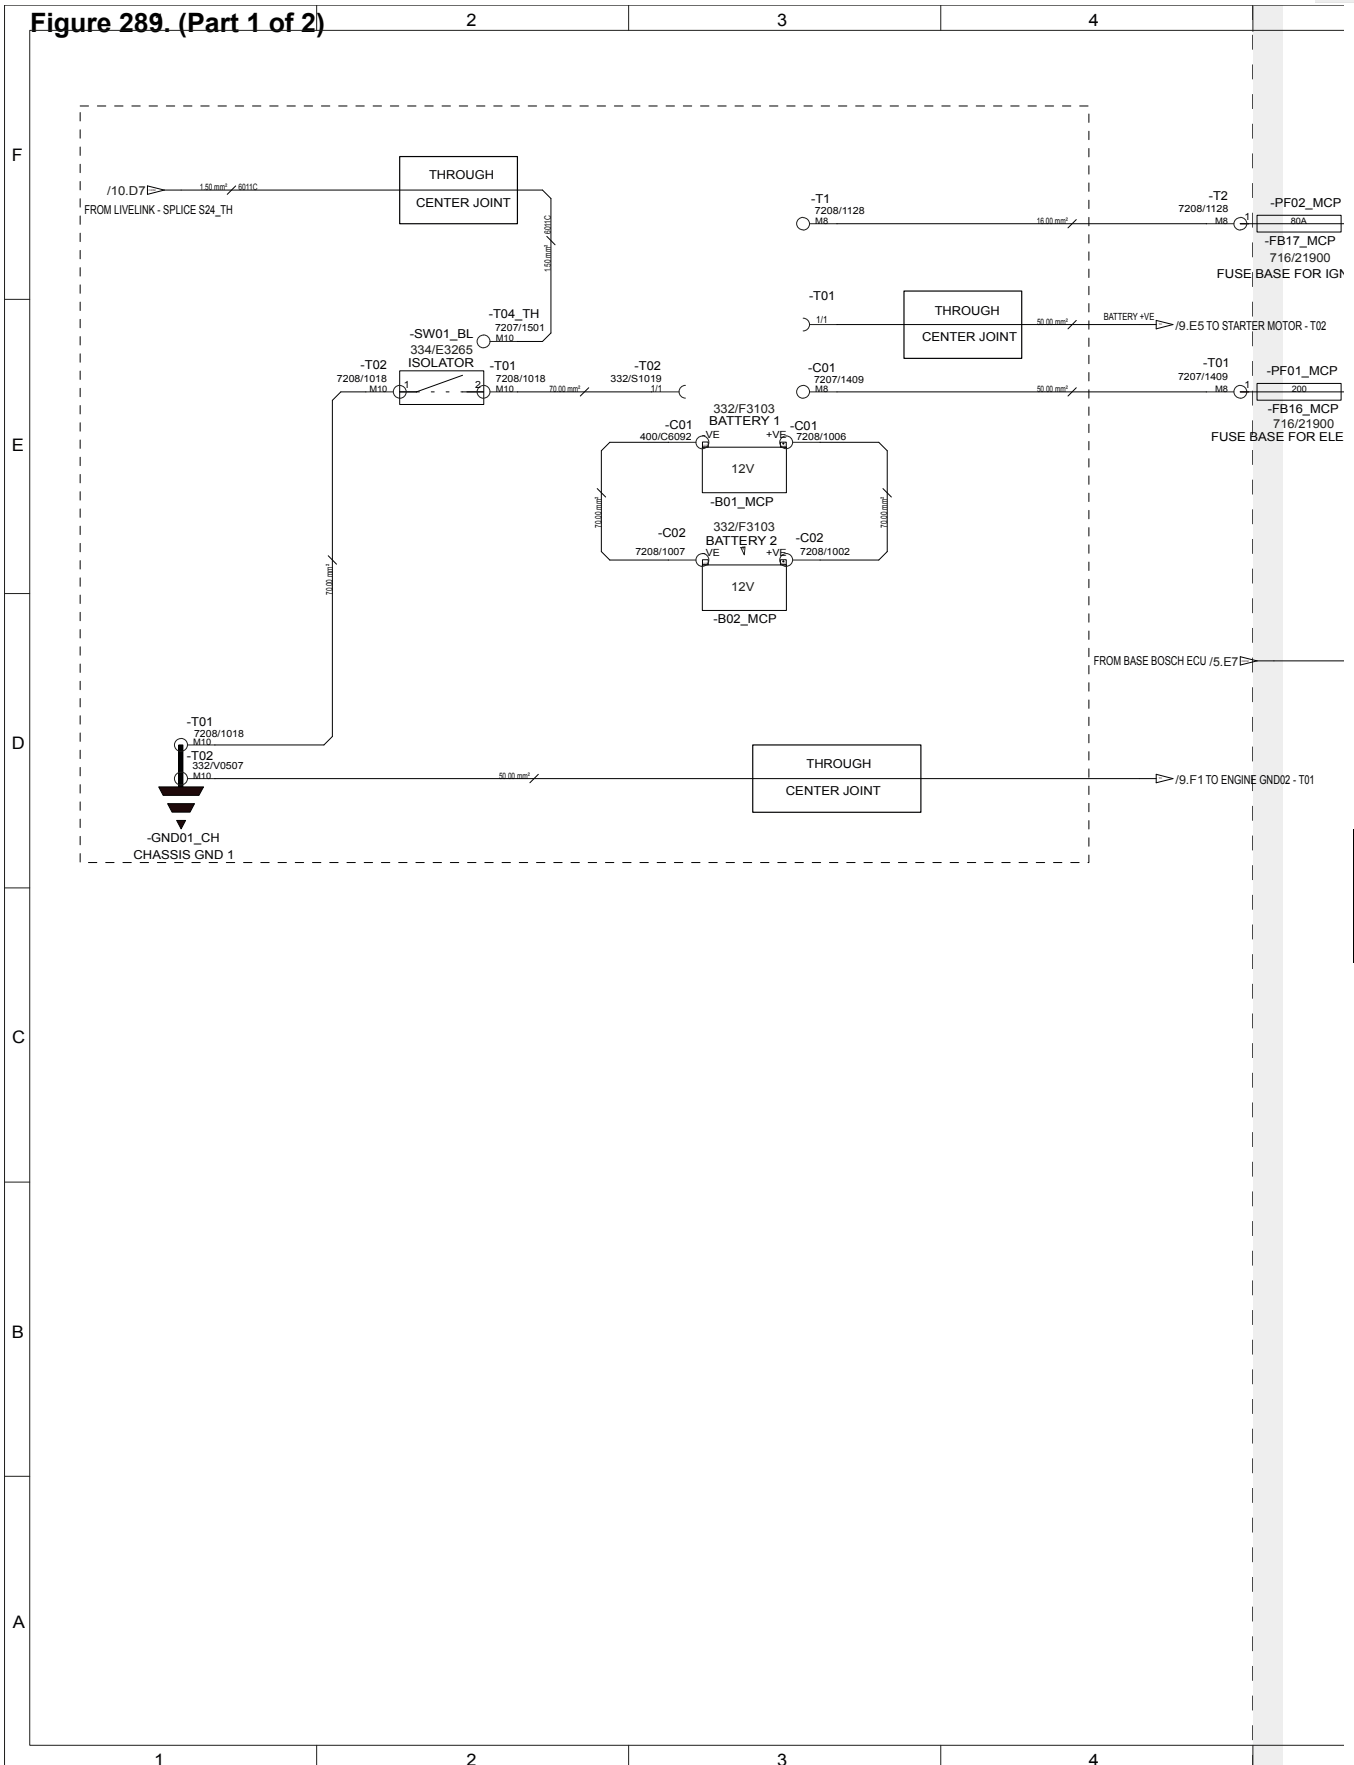 Figure 289. (Part 1 of 2)
2
3
4
F
/10.D7
1.50 mm² 6011C
FROM LIVELINK - SPLICE S24_TH
THROUGH
CENTER JOINT
1.50 mm² 6011C
-T1
7208/1128
M8
16.00 mm²
-T2
7208/1128
M8
1
-PF02_MCP
80A
-FB17_MCP
716/21900
FUSE BASE FOR IGN
-T01
1/1
THROUGH
CENTER JOINT
50.00 mm²
BATTERY +VE
/9.E5 TO STARTER MOTOR - T02
-T04_TH
7207/1501
M10
-SW01_BL
334/E3265
ISOLATOR
-T02
7208/1018
M10
1
2
-T01
7208/1018
M10
70.00 mm²
-T02
332/S1019
1/1
-C01
7207/1409
M8
50.00 mm²
-T01
7207/1409
M8
1
-PF01_MCP
200
-FB16_MCP
716/21900
FUSE BASE FOR ELE
E
332/F3103
BATTERY 1
-C01
400/C6092
-VE
+VE
-C01
7208/1006
12V
-B01_MCP
70.00 mm²
70.00 mm²
332/F3103
BATTERY 2
-C02
7208/1007
-VE
+VE
-C02
7208/1002
12V
-B02_MCP
70.00 mm²
FROM BASE BOSCH ECU /5.E7
D
-T01
7208/1018
M10
-T02
332/V0507
M10
50.00 mm²
THROUGH
CENTER JOINT
/9.F1 TO ENGINE GND02 - T01
-GND01_CH
CHASSIS GND 1
C
B
A
1
2
3
4